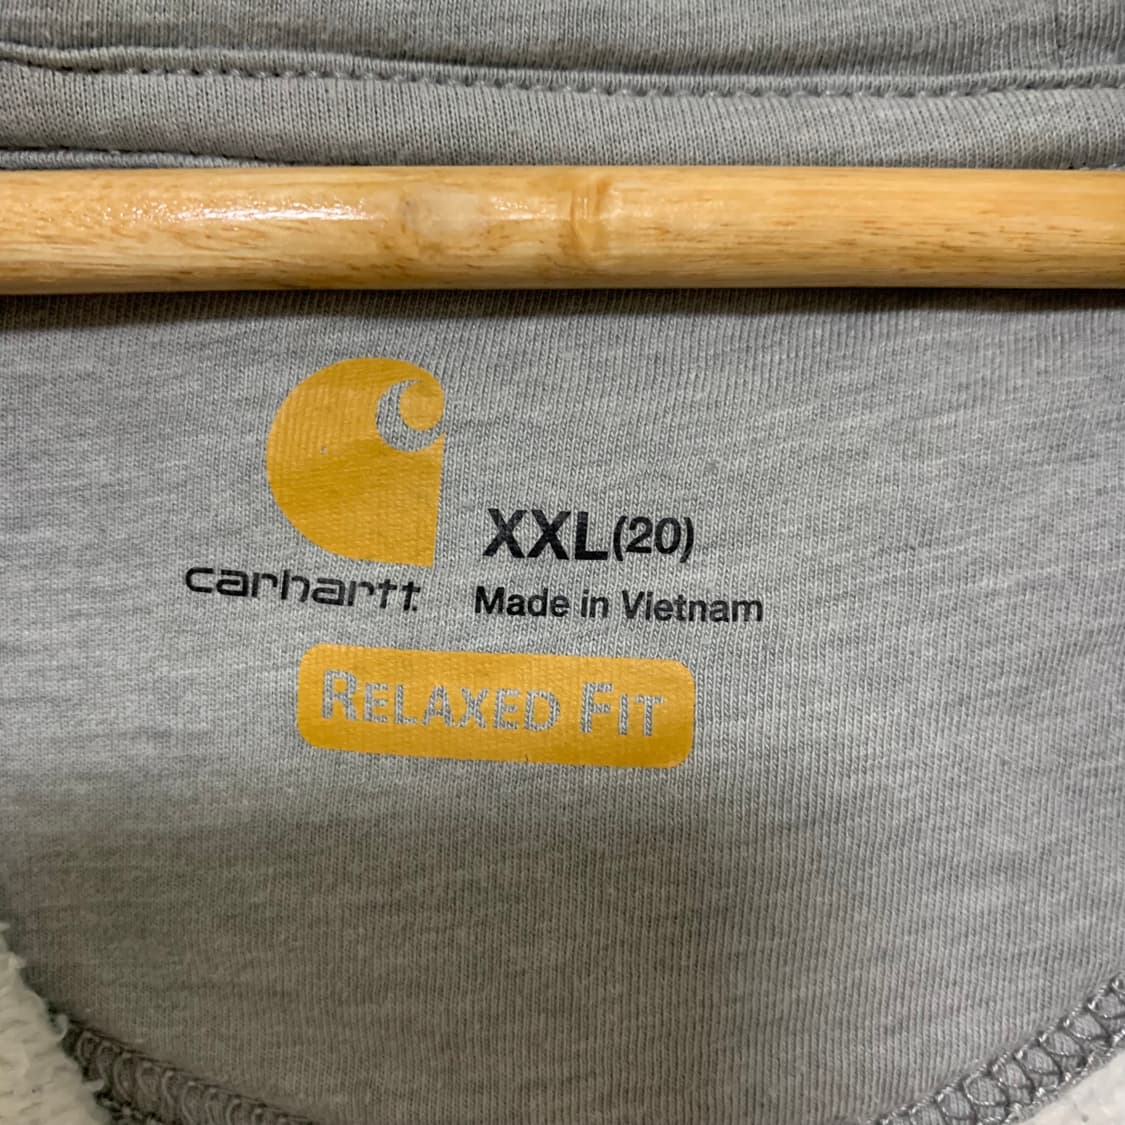 XXL(20)
carhartt
Made in Vietnam
RELAXED FIT